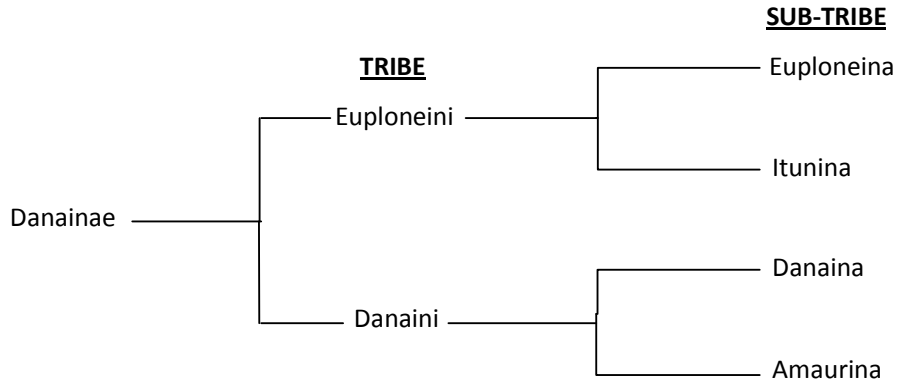 SUB-TRIBE
TRIBE
Euploneina
Euploneini
Itunina
Danainae
Danaina
Danaini
Amaurina